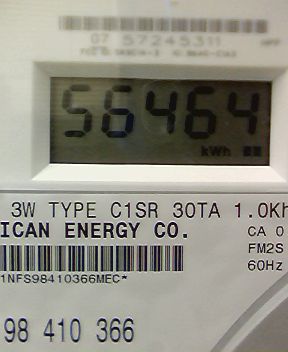 07 57245311
56464
kWh
3W TYPE C1SR 30TA 1.0Kh
ICAN ENERGY CO.
CA 0
FM2S
60Hz
1NFS98410366MEC*
98 410 366